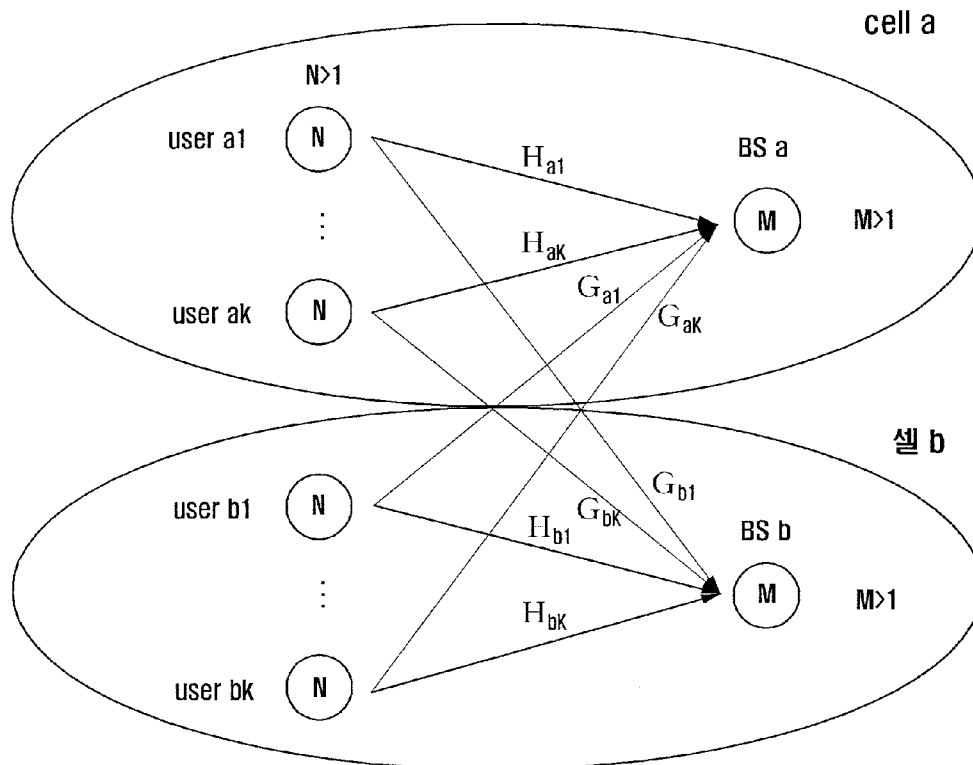 cell a
N>1
user a1
N
H_a1
BS a
M
M>1
⋮
H_aK
user ak
N
G_a1
G_aK
셀 b
user b1
N
G_b1
G_bK
H_b1
BS b
M
M>1
⋮
H_bK
user bk
N